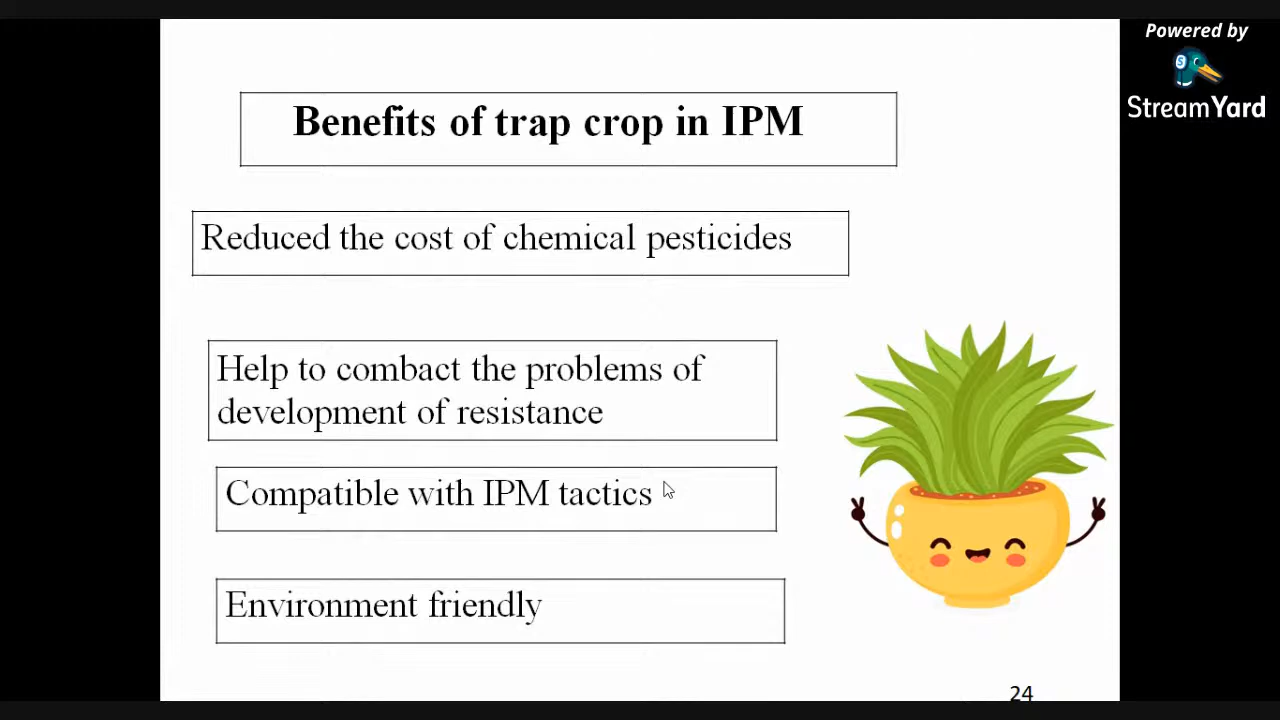 Powered by
StreamYard
Benefits of trap crop in IPM
Reduced the cost of chemical pesticides
Help to combact the problems of
development of resistance
Compatible with IPM tactics
Environment friendly
24